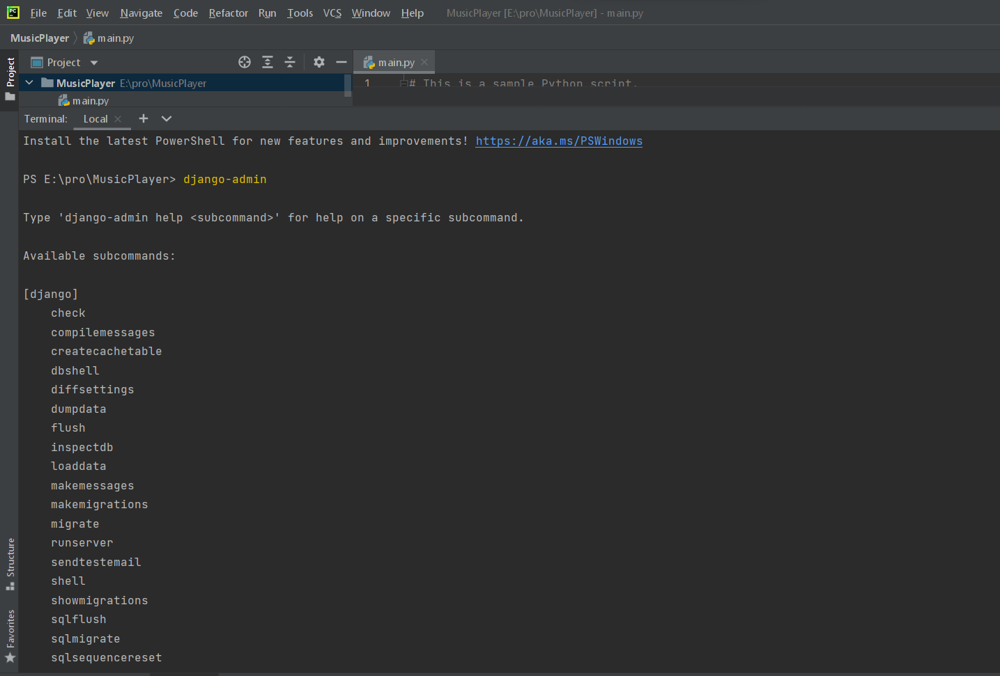 PC File Edit View Navigate Code Refactor Run Tools VCS Window Help MusicPlayer [E:\pro\MusicPlayer] - main.py
MusicPlayer main.py
Project
Project main.py
MusicPlayer E:\pro\MusicPlayer 1 # This is a sample Python script.
main.py
Terminal: Local
Install the latest PowerShell for new features and improvements! https://aka.ms/PSWindows
PS E:\pro\MusicPlayer> django-admin
Type 'django-admin help <subcommand>' for help on a specific subcommand.
Available subcommands:
[django]
check
compilemessages
createcachetable
dbshell
diffsettings
dumpdata
flush
inspectdb
loaddata
makemessages
makemigrations
migrate
runserver
sendtestemail
shell
showmigrations
sqlflush
sqlmigrate
sqlsequencereset
Structure
Favorites